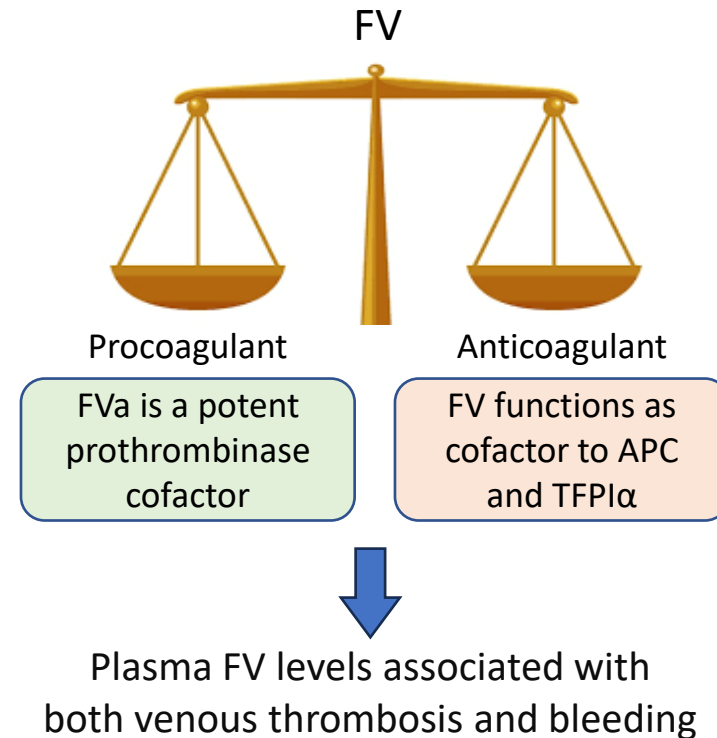 FV
Procoagulant
Anticoagulant
FVa is a potent
prothrombinase
cofactor
FV functions as
cofactor to APC
and TFPIα
Plasma FV levels associated with
both venous thrombosis and bleeding